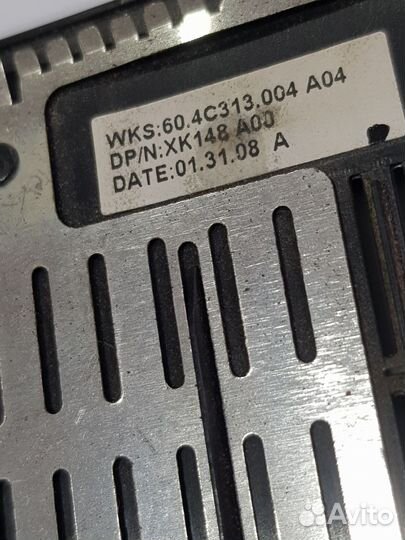 WKS:60.4C313.004 A04
DP/N:XK148 A00
DATE:01.31.08 A
Avito